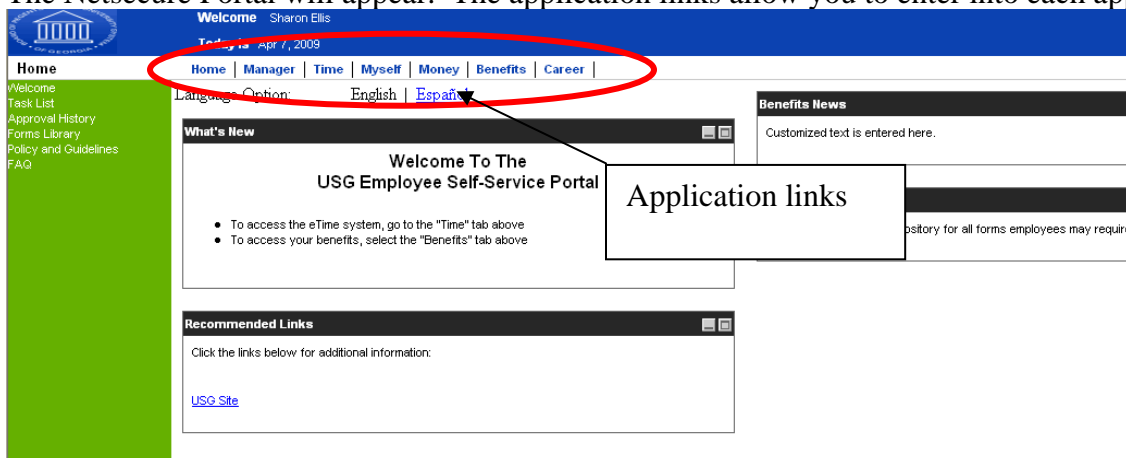 The Netsecure Portal will appear. The application links allow you to enter into each
Welcome Sharon Ellis
Today is Apr 7, 2009
OF GEORGIA
Home
Home | Manager | Time | Myself | Money | Benefits | Career |
Welcome
Task List
Approval History
Forms Library
Policy and Guidelines
FAQ
Language Option: English | Español
What's New
Welcome To The
USG Employee Self-Service Portal
To access the eTime system, go to the "Time" tab above
To access your benefits, select the "Benefits" tab above
Recommended Links
Click the links below for additional information:
USG Site
Benefits News
Customized text is entered here.
Application links
for all forms employees may